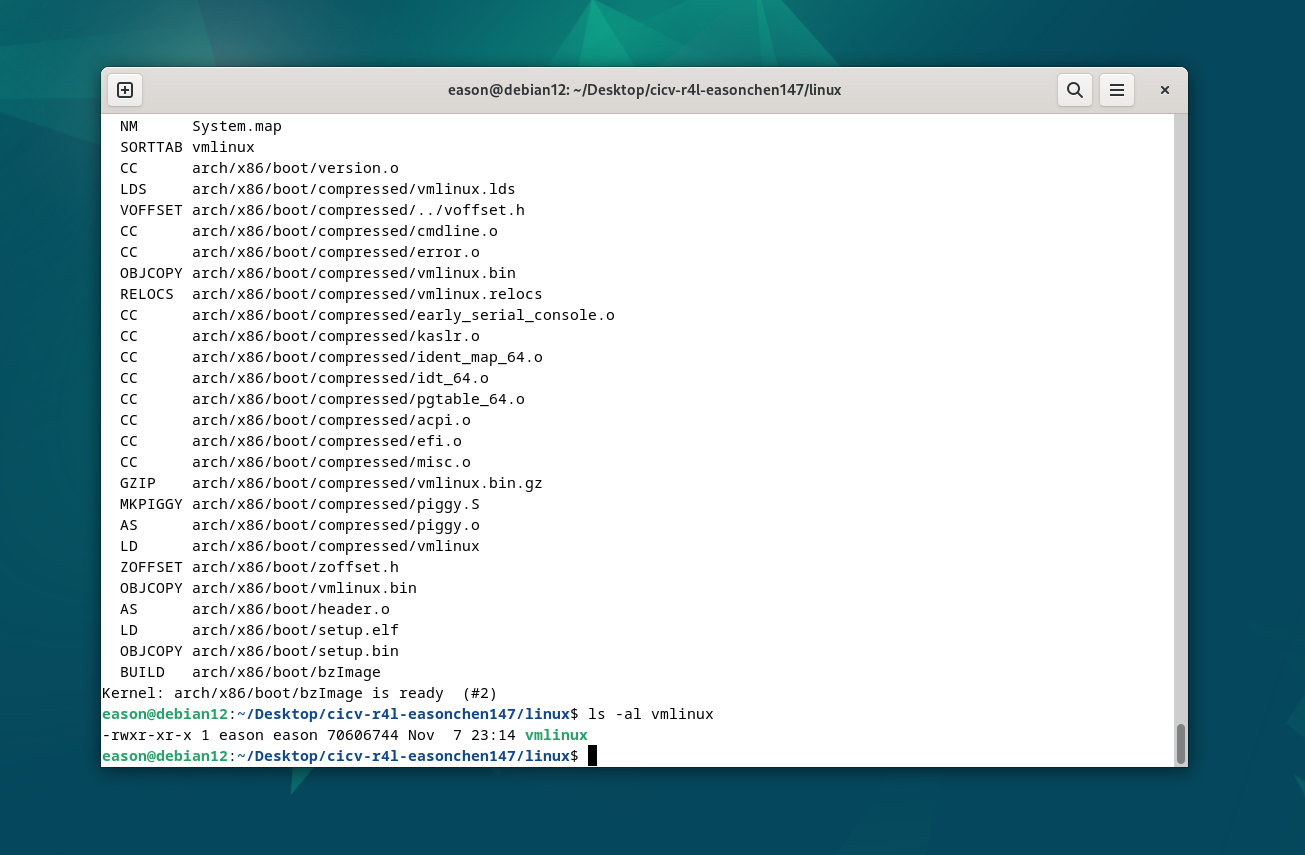 eason@debian12: ~/Desktop/cicv-r4l-easonchen147/linux
NM      System.map
SORTTAB vmlinux
CC      arch/x86/boot/version.o
LDS     arch/x86/boot/compressed/vmlinux.lds
VOFFSET arch/x86/boot/compressed/../voffset.h
CC      arch/x86/boot/compressed/cmdline.o
CC      arch/x86/boot/compressed/error.o
OBJCOPY arch/x86/boot/compressed/vmlinux.bin
RELOCS  arch/x86/boot/compressed/vmlinux.relocs
CC      arch/x86/boot/compressed/early_serial_console.o
CC      arch/x86/boot/compressed/kaslr.o
CC      arch/x86/boot/compressed/ident_map_64.o
CC      arch/x86/boot/compressed/idt_64.o
CC      arch/x86/boot/compressed/pgtable_64.o
CC      arch/x86/boot/compressed/acpi.o
CC      arch/x86/boot/compressed/efi.o
CC      arch/x86/boot/compressed/misc.o
GZIP    arch/x86/boot/compressed/vmlinux.bin.gz
MKPIGGY arch/x86/boot/compressed/piggy.S
AS      arch/x86/boot/compressed/piggy.o
LD      arch/x86/boot/compressed/vmlinux
ZOFFSET arch/x86/boot/zoffset.h
OBJCOPY arch/x86/boot/vmlinux.bin
AS      arch/x86/boot/header.o
LD      arch/x86/boot/setup.elf
OBJCOPY arch/x86/boot/setup.bin
BUILD   arch/x86/boot/bzImage
Kernel: arch/x86/boot/bzImage is ready  (#2)
eason@debian12:~/Desktop/cicv-r4l-easonchen147/linux$ ls -al vmlinux
-rwxr-xr-x 1 eason eason 70606744 Nov  7 23:14 vmlinux
eason@debian12:~/Desktop/cicv-r4l-easonchen147/linux$